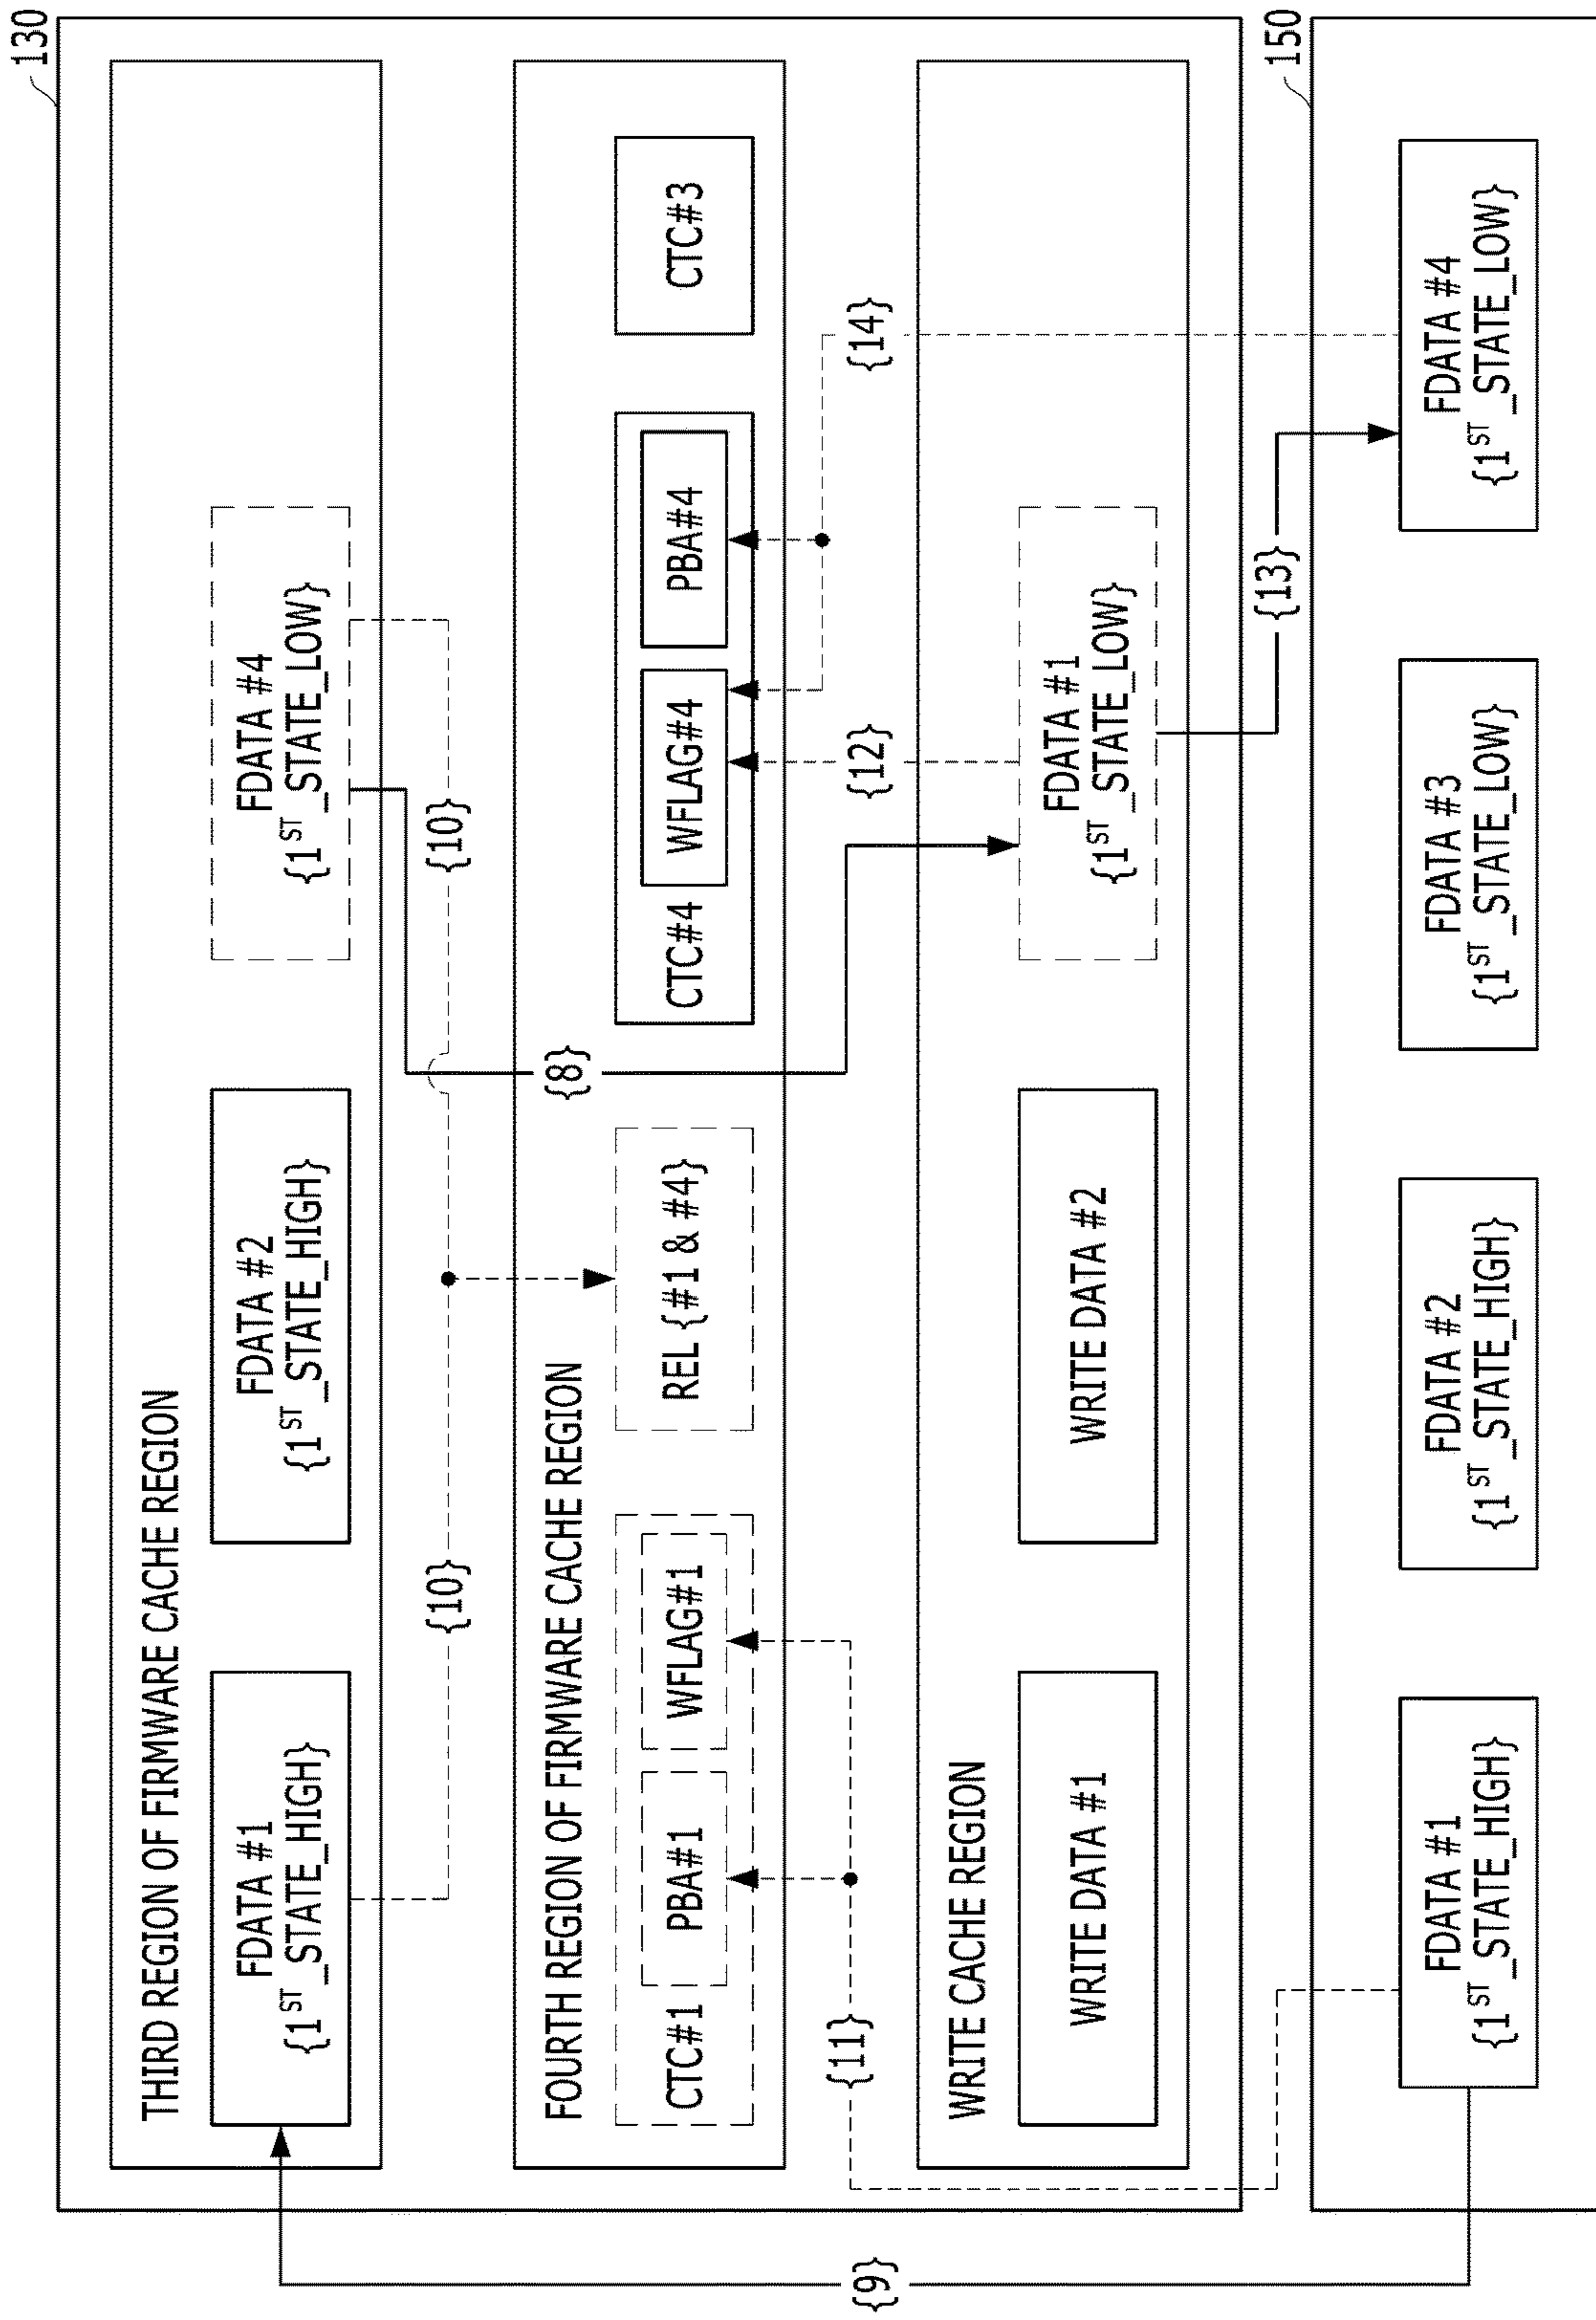 130
THIRD REGION OF FIRMWARE CACHE REGION
FDATA #1
{1ST_STATE_HIGH}
FDATA #2
{1ST_STATE_HIGH}
FDATA #4
{1ST_STATE_LOW}
{10}
{10}
FOURTH REGION OF FIRMWARE CACHE REGION
{8}
CTC#1
PBA#1
WFLAG#1
REL {#1 & #4}
CTC#4
WFLAG#4
PBA#4
CTC#3
{9}
{11}
{12}
{14}
WRITE CACHE REGION
WRITE DATA #1
WRITE DATA #2
FDATA #1
{1ST_STATE_LOW}
{13}
150
FDATA #1
{1ST_STATE_HIGH}
FDATA #2
{1ST_STATE_HIGH}
FDATA #3
{1ST_STATE_LOW}
FDATA #4
{1ST_STATE_LOW}